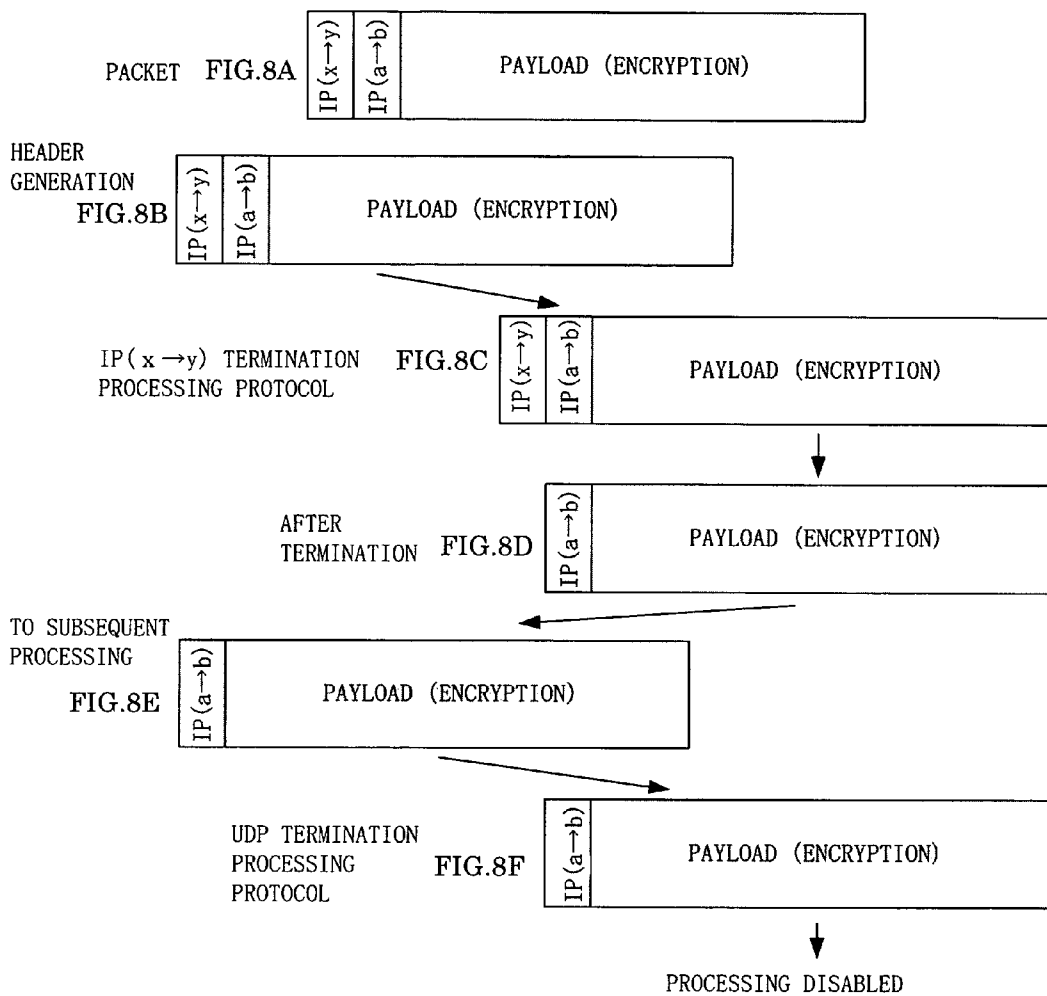 PACKET FIG.8A IP(x→y) IP(a→b) PAYLOAD (ENCRYPTION)
HEADER
GENERATION
FIG.8B IP(x→y) IP(a→b) PAYLOAD (ENCRYPTION)
IP(x→y) TERMINATION
PROCESSING PROTOCOL
FIG.8C IP(x→y) IP(a→b) PAYLOAD (ENCRYPTION)
AFTER
TERMINATION FIG.8D IP(a→b) PAYLOAD (ENCRYPTION)
TO SUBSEQUENT
PROCESSING
FIG.8E IP(a→b) PAYLOAD (ENCRYPTION)
UDP TERMINATION
PROCESSING
PROTOCOL
FIG.8F IP(a→b) PAYLOAD (ENCRYPTION)
PROCESSING DISABLED